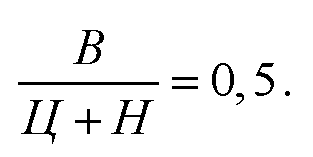 В
Ц + Н
= 0,5.